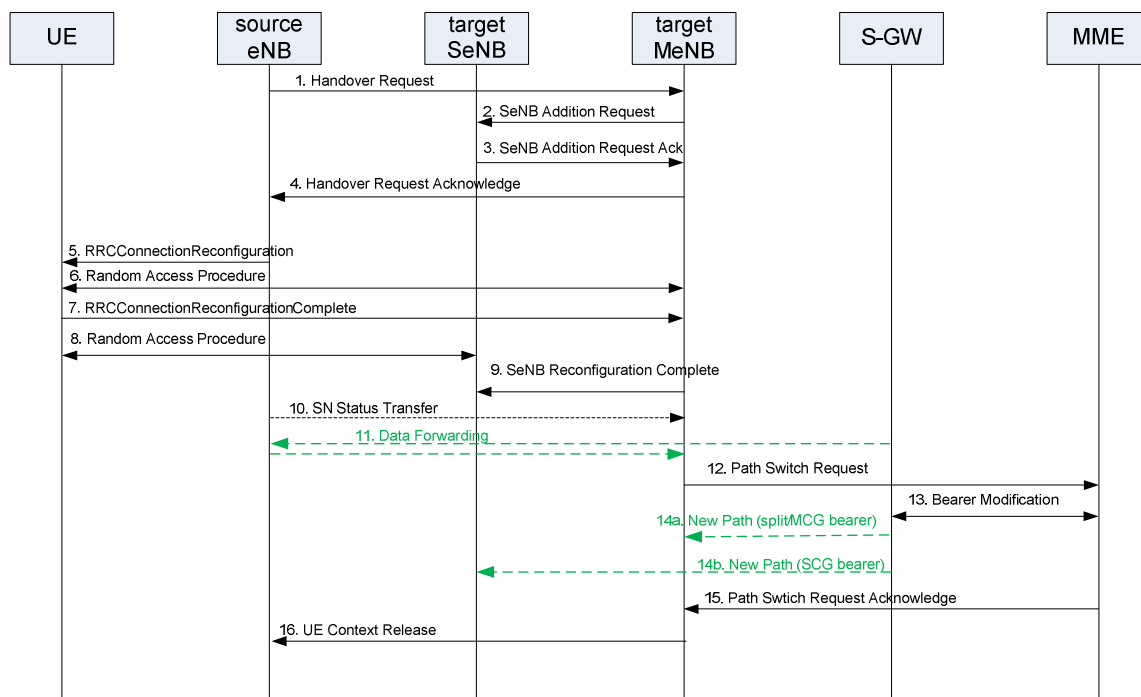 UE
source
eNB
target
SeNB
target
MeNB
S-GW
MME
1. Handover Request
2. SeNB Addition Request
3. SeNB Addition Request Ack
4. Handover Request Acknowledge
5. RRCConnectionReconfiguration
6. Random Access Procedure
7. RRCConnectionReconfigurationComplete
8. Random Access Procedure
9. SeNB Reconfiguration Complete
10. SN Status Transfer
11. Data Forwarding
12. Path Switch Request
13. Bearer Modification
14a. New Path (split/MCG bearer)
14b. New Path (SCG bearer)
15. Path Swtich Request Acknowledge
16. UE Context Release